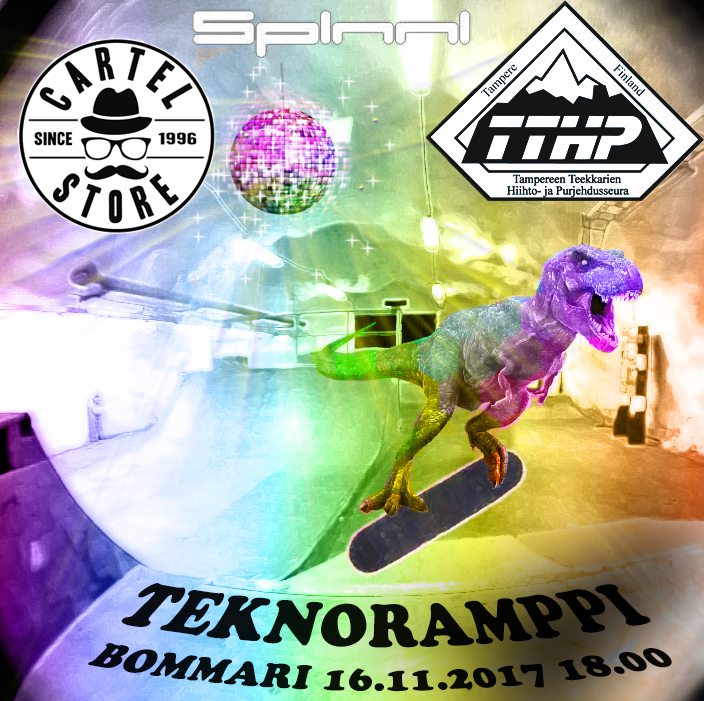 Spinni
CARTEL
SINCE 1996
STORE
Tampere Finland
TTHP
Tampereen Teekkarien
Hiihto- ja Purjehdusseura
TEKNORAMPPI
BOMMARI 16.11.2017 18.00